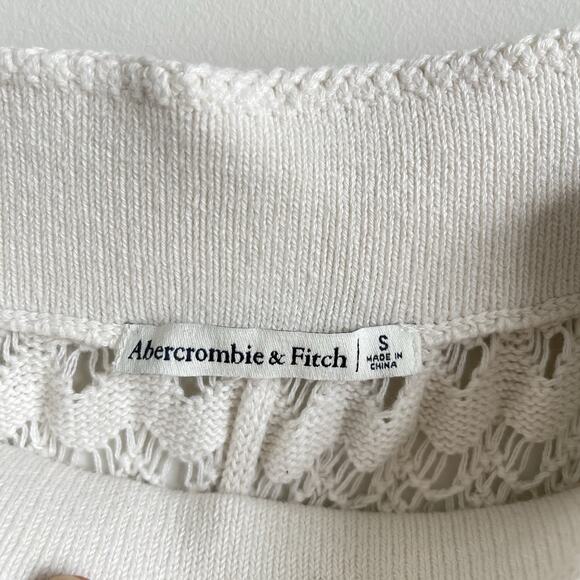 Abercrombie & Fitch
S
MADE IN
CHINA